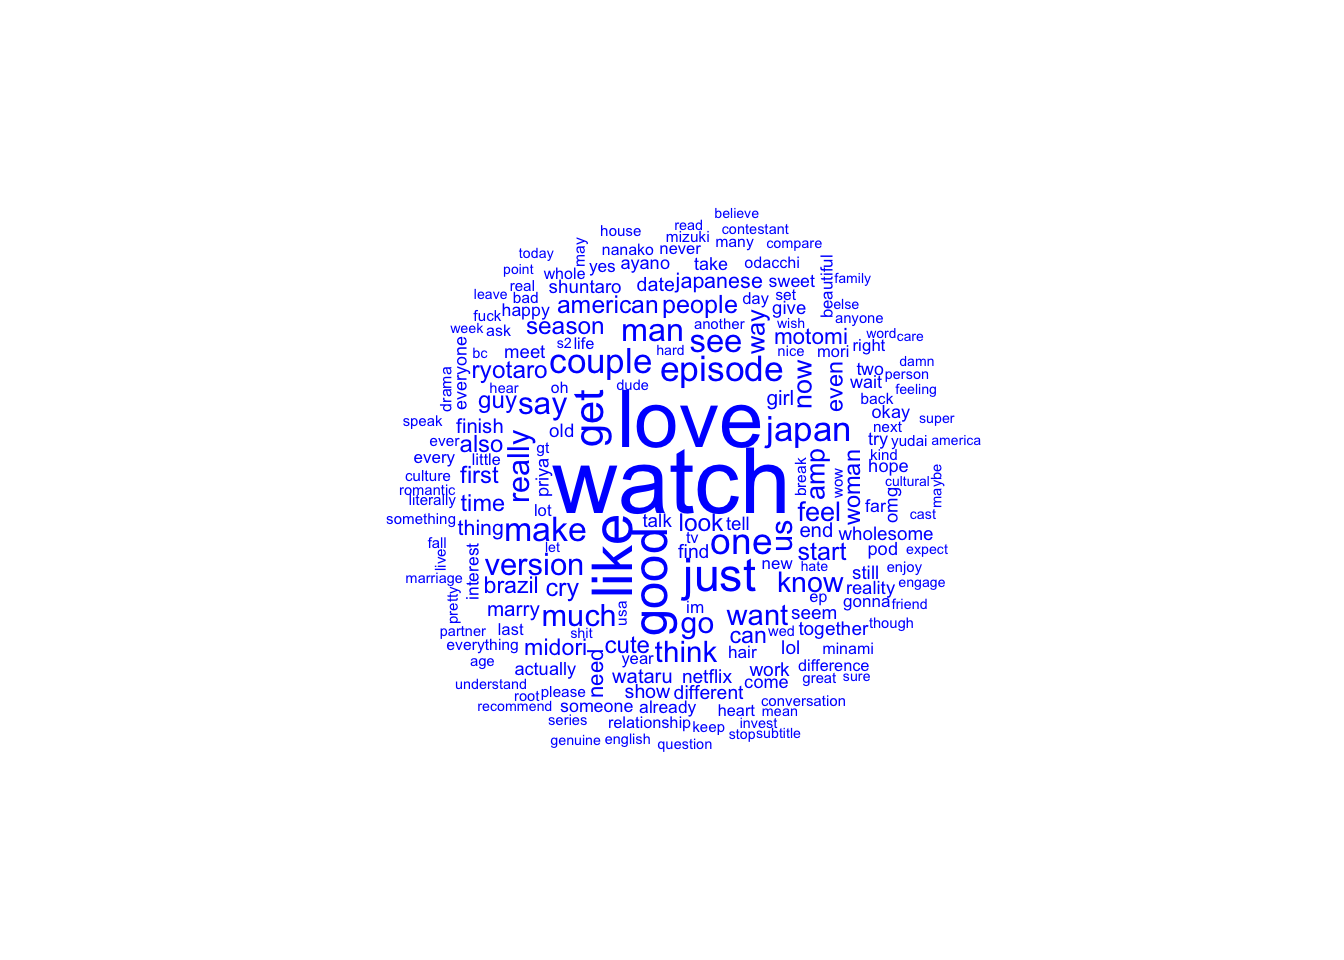 believe
read
house
contestant
mizuki
many
compare
nanako
never
may
today
yes
ayano
take
odacchi
point
whole
family
real
shuntaro
date
japanese
sweet
beautiful
leave
bad
american
people
day
set
else
happy
give
fuck
anyone
week
ask
season
man
another
see
way
wish
motomi
word
care
s2
life
right
bc
meet
couple
hard
nice
mori
everyone
ryotaro
episode
now
even
two
damn
person
drama
hear
oh
dude
wait
feeling
guy
say
get
love
girl
back
okay
speak
finish
old
japan
next
super
ever
also
really
gt
try
yudai
america
every
little
priya
watch
break
amp
wow
woman
kind
hope
culture
first
cultural
maybe
romantic
literally
time
lot
omg
far
something
thing
make
like
talk
look
tell
us
feel
cast
end
wholesome
fall
live
let
good
tv
find
one
start
pod
expect
marriage
interest
version
just
new
hate
still
enjoy
pretty
brazil
cry
know
reality
engage
marry
much
usa
im
go
want
ep
seem
gonna
friend
partner
last
shit
can
wed
together
though
everything
midori
cute
think
hair
lol
minami
age
actually
need
year
work
difference
understand
wataru
netflix
come
great
sure
root
please
show
different
recommend
someone
already
heart
mean
conversation
series
relationship
keep
invest
genuine
english
question
stop
subtitle